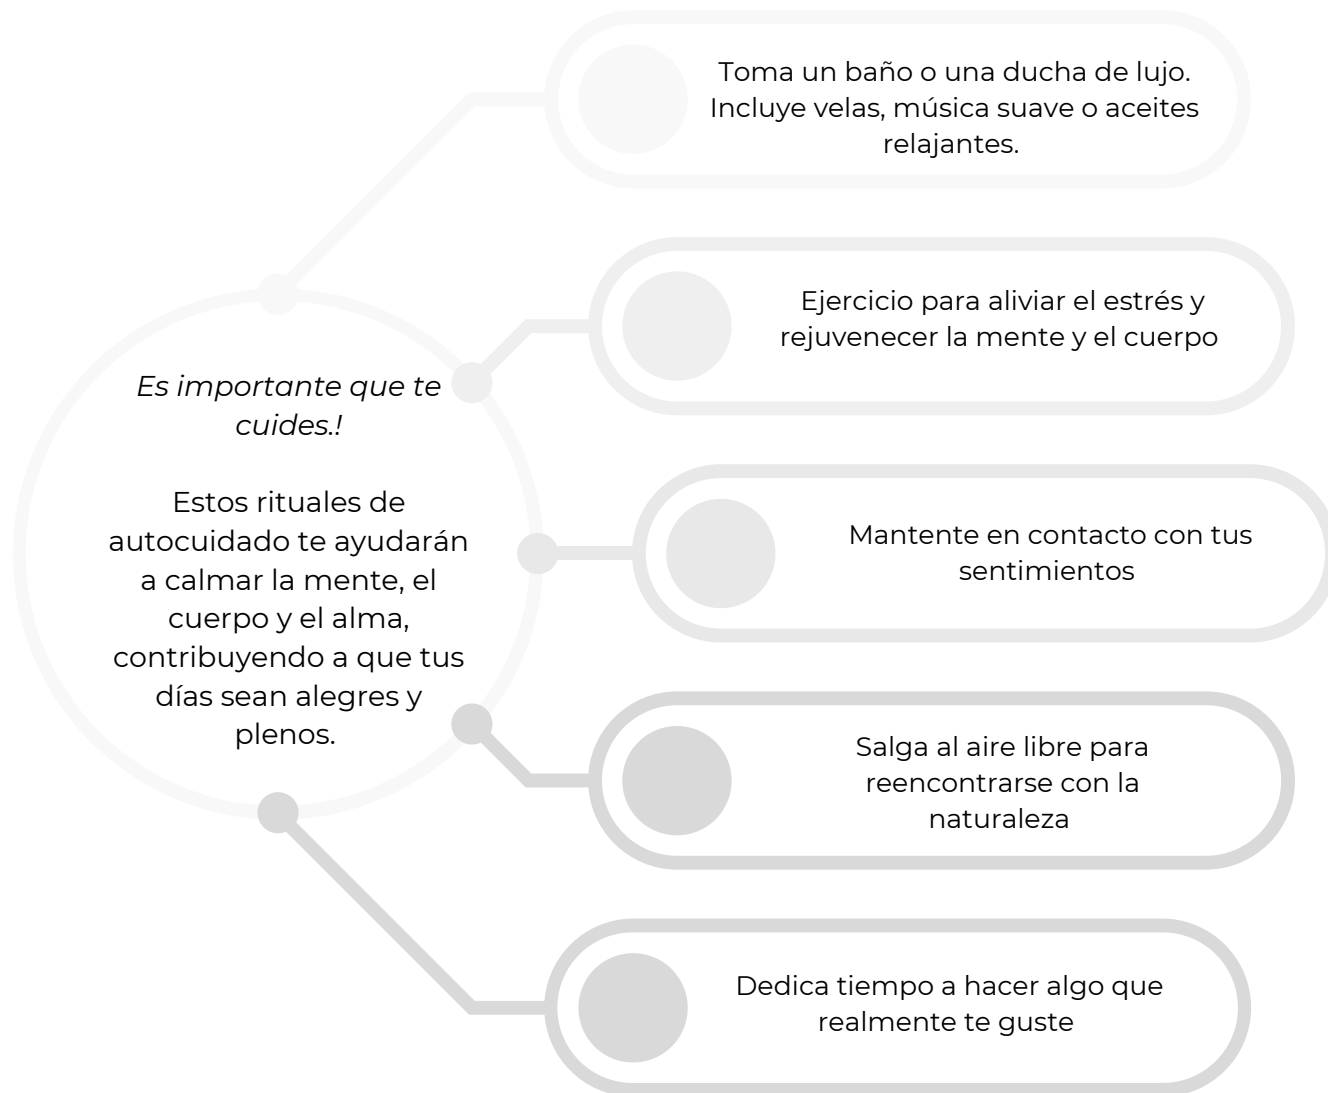 Es importante que te
cuides.!
Estos rituales de
autocuidado te ayudarán
a calmar la mente, el
cuerpo y el alma,
contribuyendo a que tus
días sean alegres y
plenos.
Toma un baño o una ducha de lujo.
Incluye velas, música suave o aceites
relajantes.
Ejercicio para aliviar el estrés y
rejuvenecer la mente y el cuerpo
Mantente en contacto con tus
sentimientos
Salga al aire libre para
reencontrarse con la
naturaleza
Dedica tiempo a hacer algo que
realmente te guste